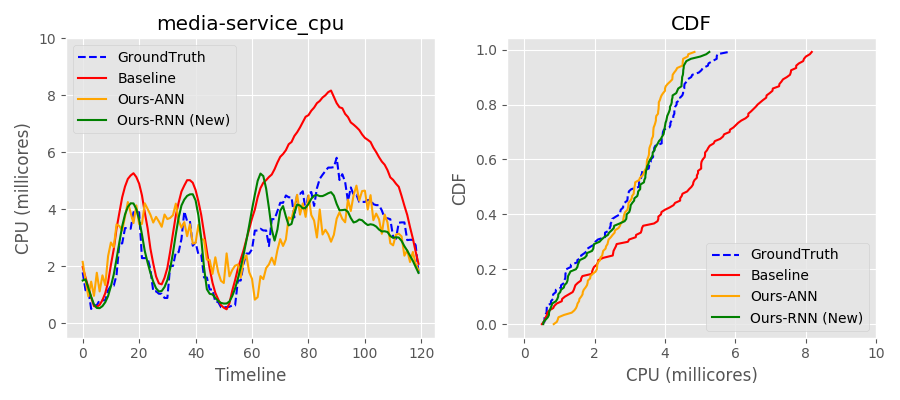 media-service_cpu
CPU (millicores)
10
8
6
4
2
0
GroundTruth
Baseline
Ours-ANN
Ours-RNN (New)
0 20 40 60 80 100 120
Timeline
CDF
CDF
1.0
0.8
0.6
0.4
0.2
0.0
GroundTruth
Baseline
Ours-ANN
Ours-RNN (New)
0 2 4 6 8 10
CPU (millicores)